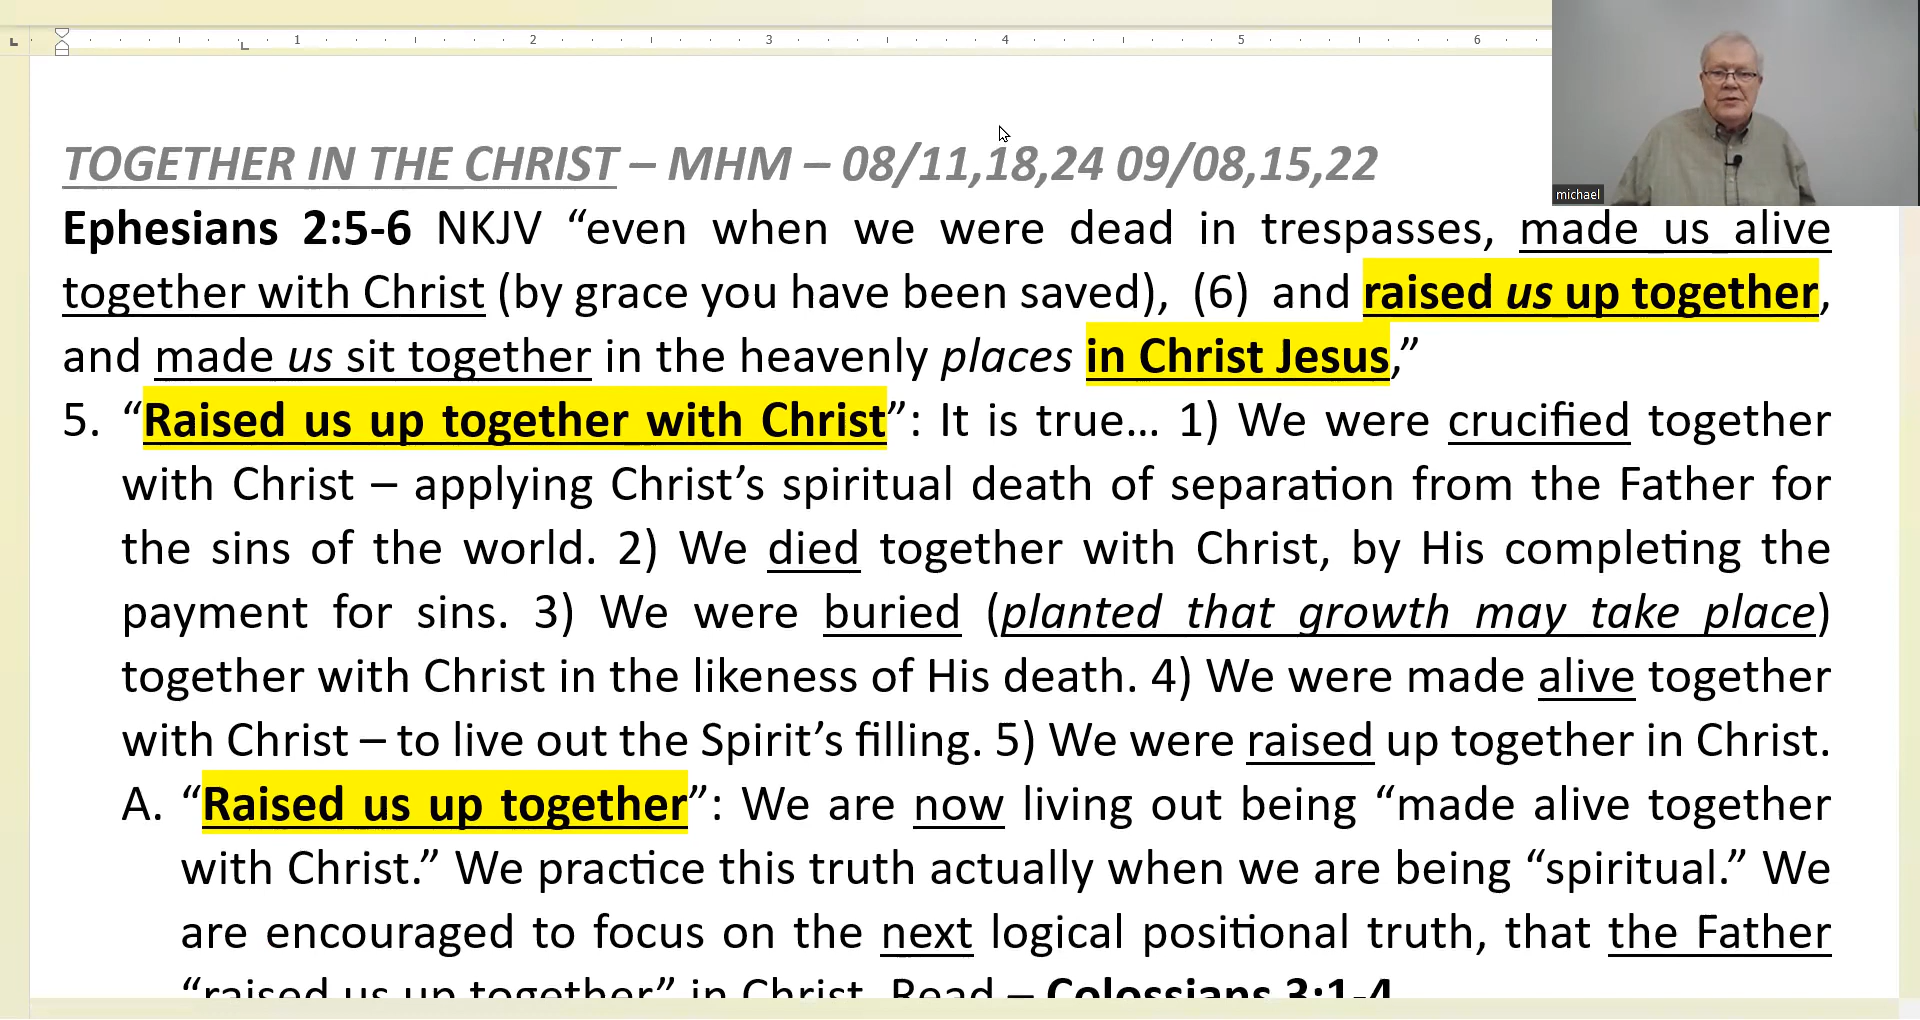 1 2 3 4 5 6
michael
TOGETHER IN THE CHRIST – MHM – 08/11,18,24 09/08,15,22
Ephesians 2:5-6 NKJV “even when we were dead in trespasses, made us alive
together with Christ (by grace you have been saved), (6) and raised us up together,
and made us sit together in the heavenly places in Christ Jesus,”
5. “Raised us up together with Christ”: It is true… 1) We were crucified together
with Christ – applying Christ’s spiritual death of separation from the Father for
the sins of the world. 2) We died together with Christ, by His completing the
payment for sins. 3) We were buried (planted that growth may take place)
together with Christ in the likeness of His death. 4) We were made alive together
with Christ – to live out the Spirit’s filling. 5) We were raised up together in Christ.
A. “Raised us up together”: We are now living out being “made alive together
with Christ.” We practice this truth actually when we are being “spiritual.” We
are encouraged to focus on the next logical positional truth, that the Father
“raised us up together” in Christ. Read – Colossians 3:1-4